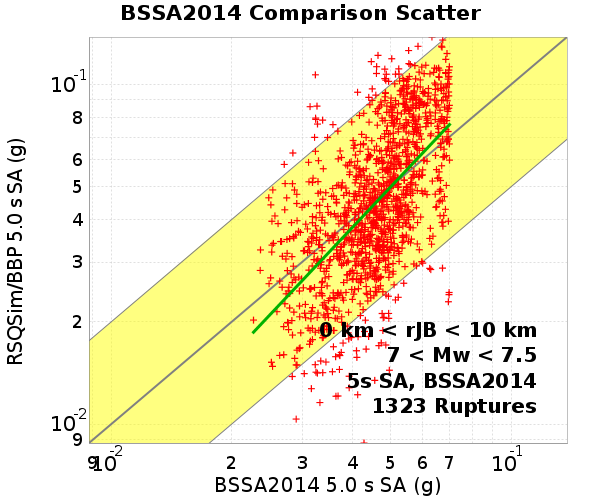 BSSA2014 Comparison Scatter
RSQSim/BBP 5.0 s SA (g)
10-1
8
6
5
4
3
2
10-2
9
0 km < rJB < 10 km
7 < Mw < 7.5
5s SA, BSSA2014
1323 Ruptures
9 10-2 2 3 4 5 6 7 10-1
BSSA2014 5.0 s SA (g)